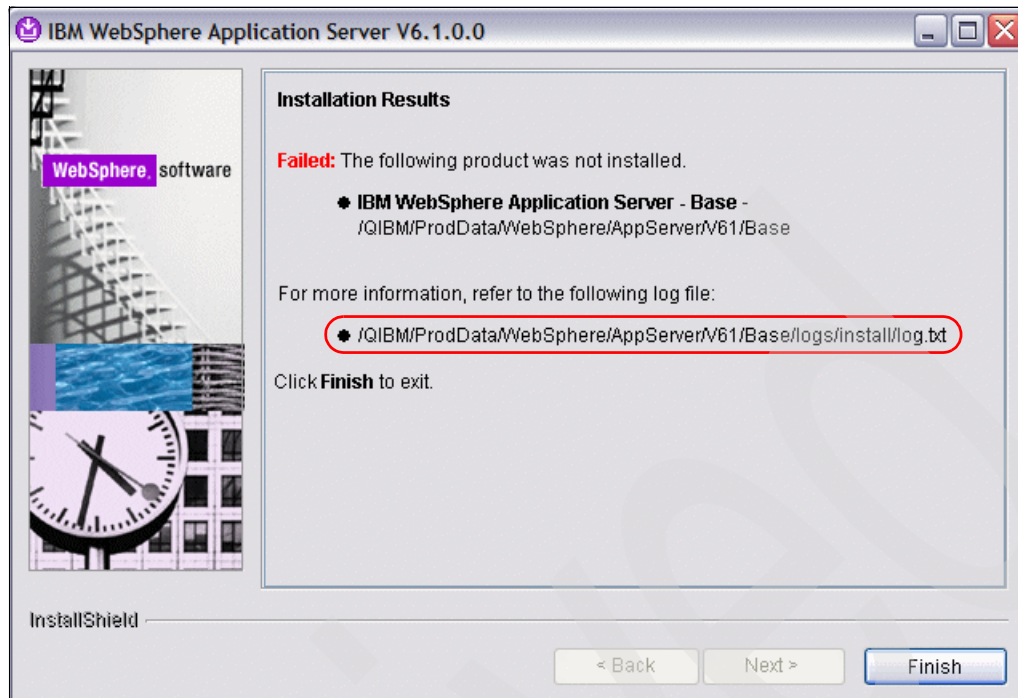 IBM WebSphere Application Server V6.1.0.0
WebSphere. software
Installation Results
Failed: The following product was not installed.
IBM WebSphere Application Server - Base -
/QIBM/ProdData/WebSphere/AppServer/V61/Base
For more information, refer to the following log file:
/QIBM/ProdData/WebSphere/AppServer/V61/Base/logs/install/log.txt
Click Finish to exit.
InstallShield
< Back
Next >
Finish